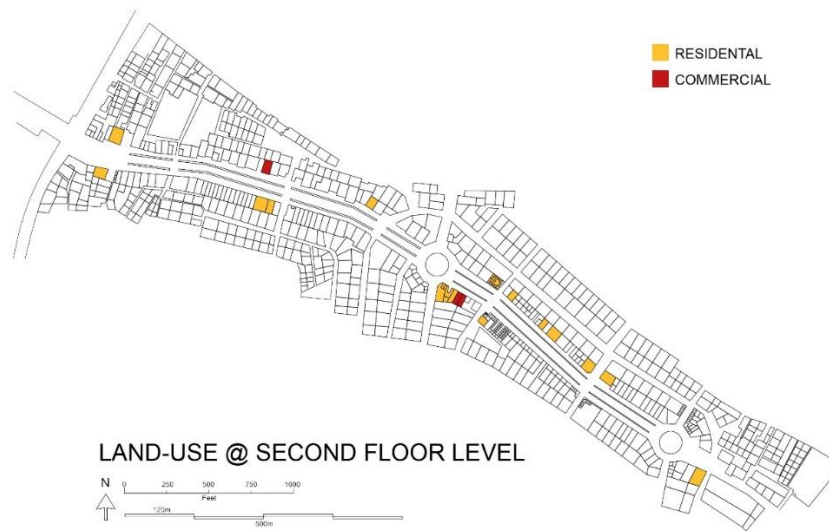 RESIDENTAL
COMMERCIAL
LAND-USE @ SECOND FLOOR LEVEL
N
0 250 500 750 1000
Feet
125m
500m